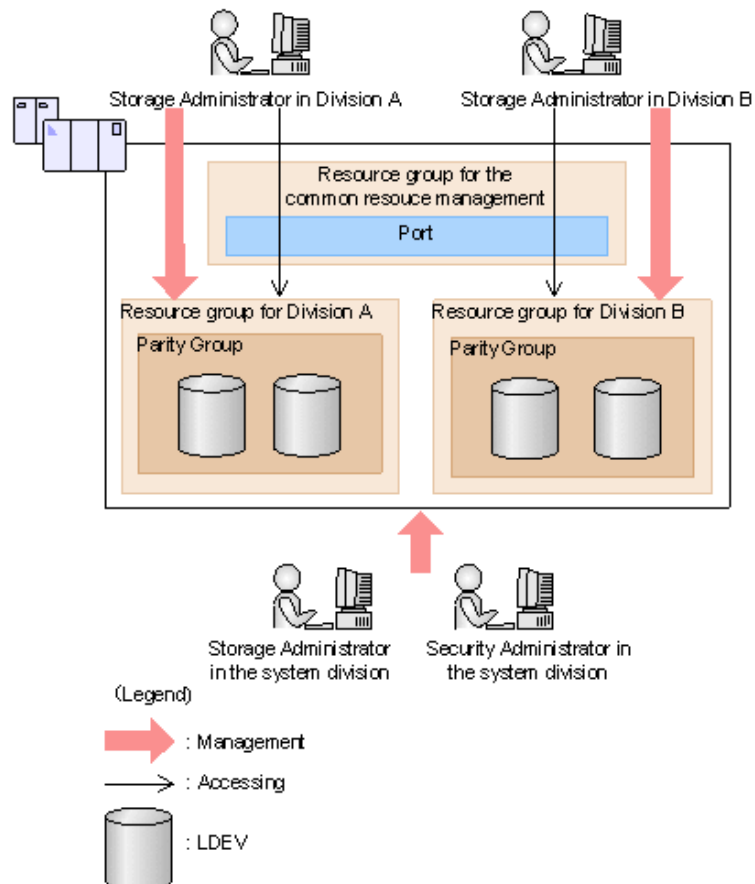 Storage Administrator in Division A
Storage Administrator in Division B
Resource group for the
common resouce management
Port
Resource group for Division A
Resource group for Division B
Parity Group
Parity Group
Storage Administrator
in the system division
Security Administrator in
the system division
(Legend)
: Management
: Accessing
: LDEV